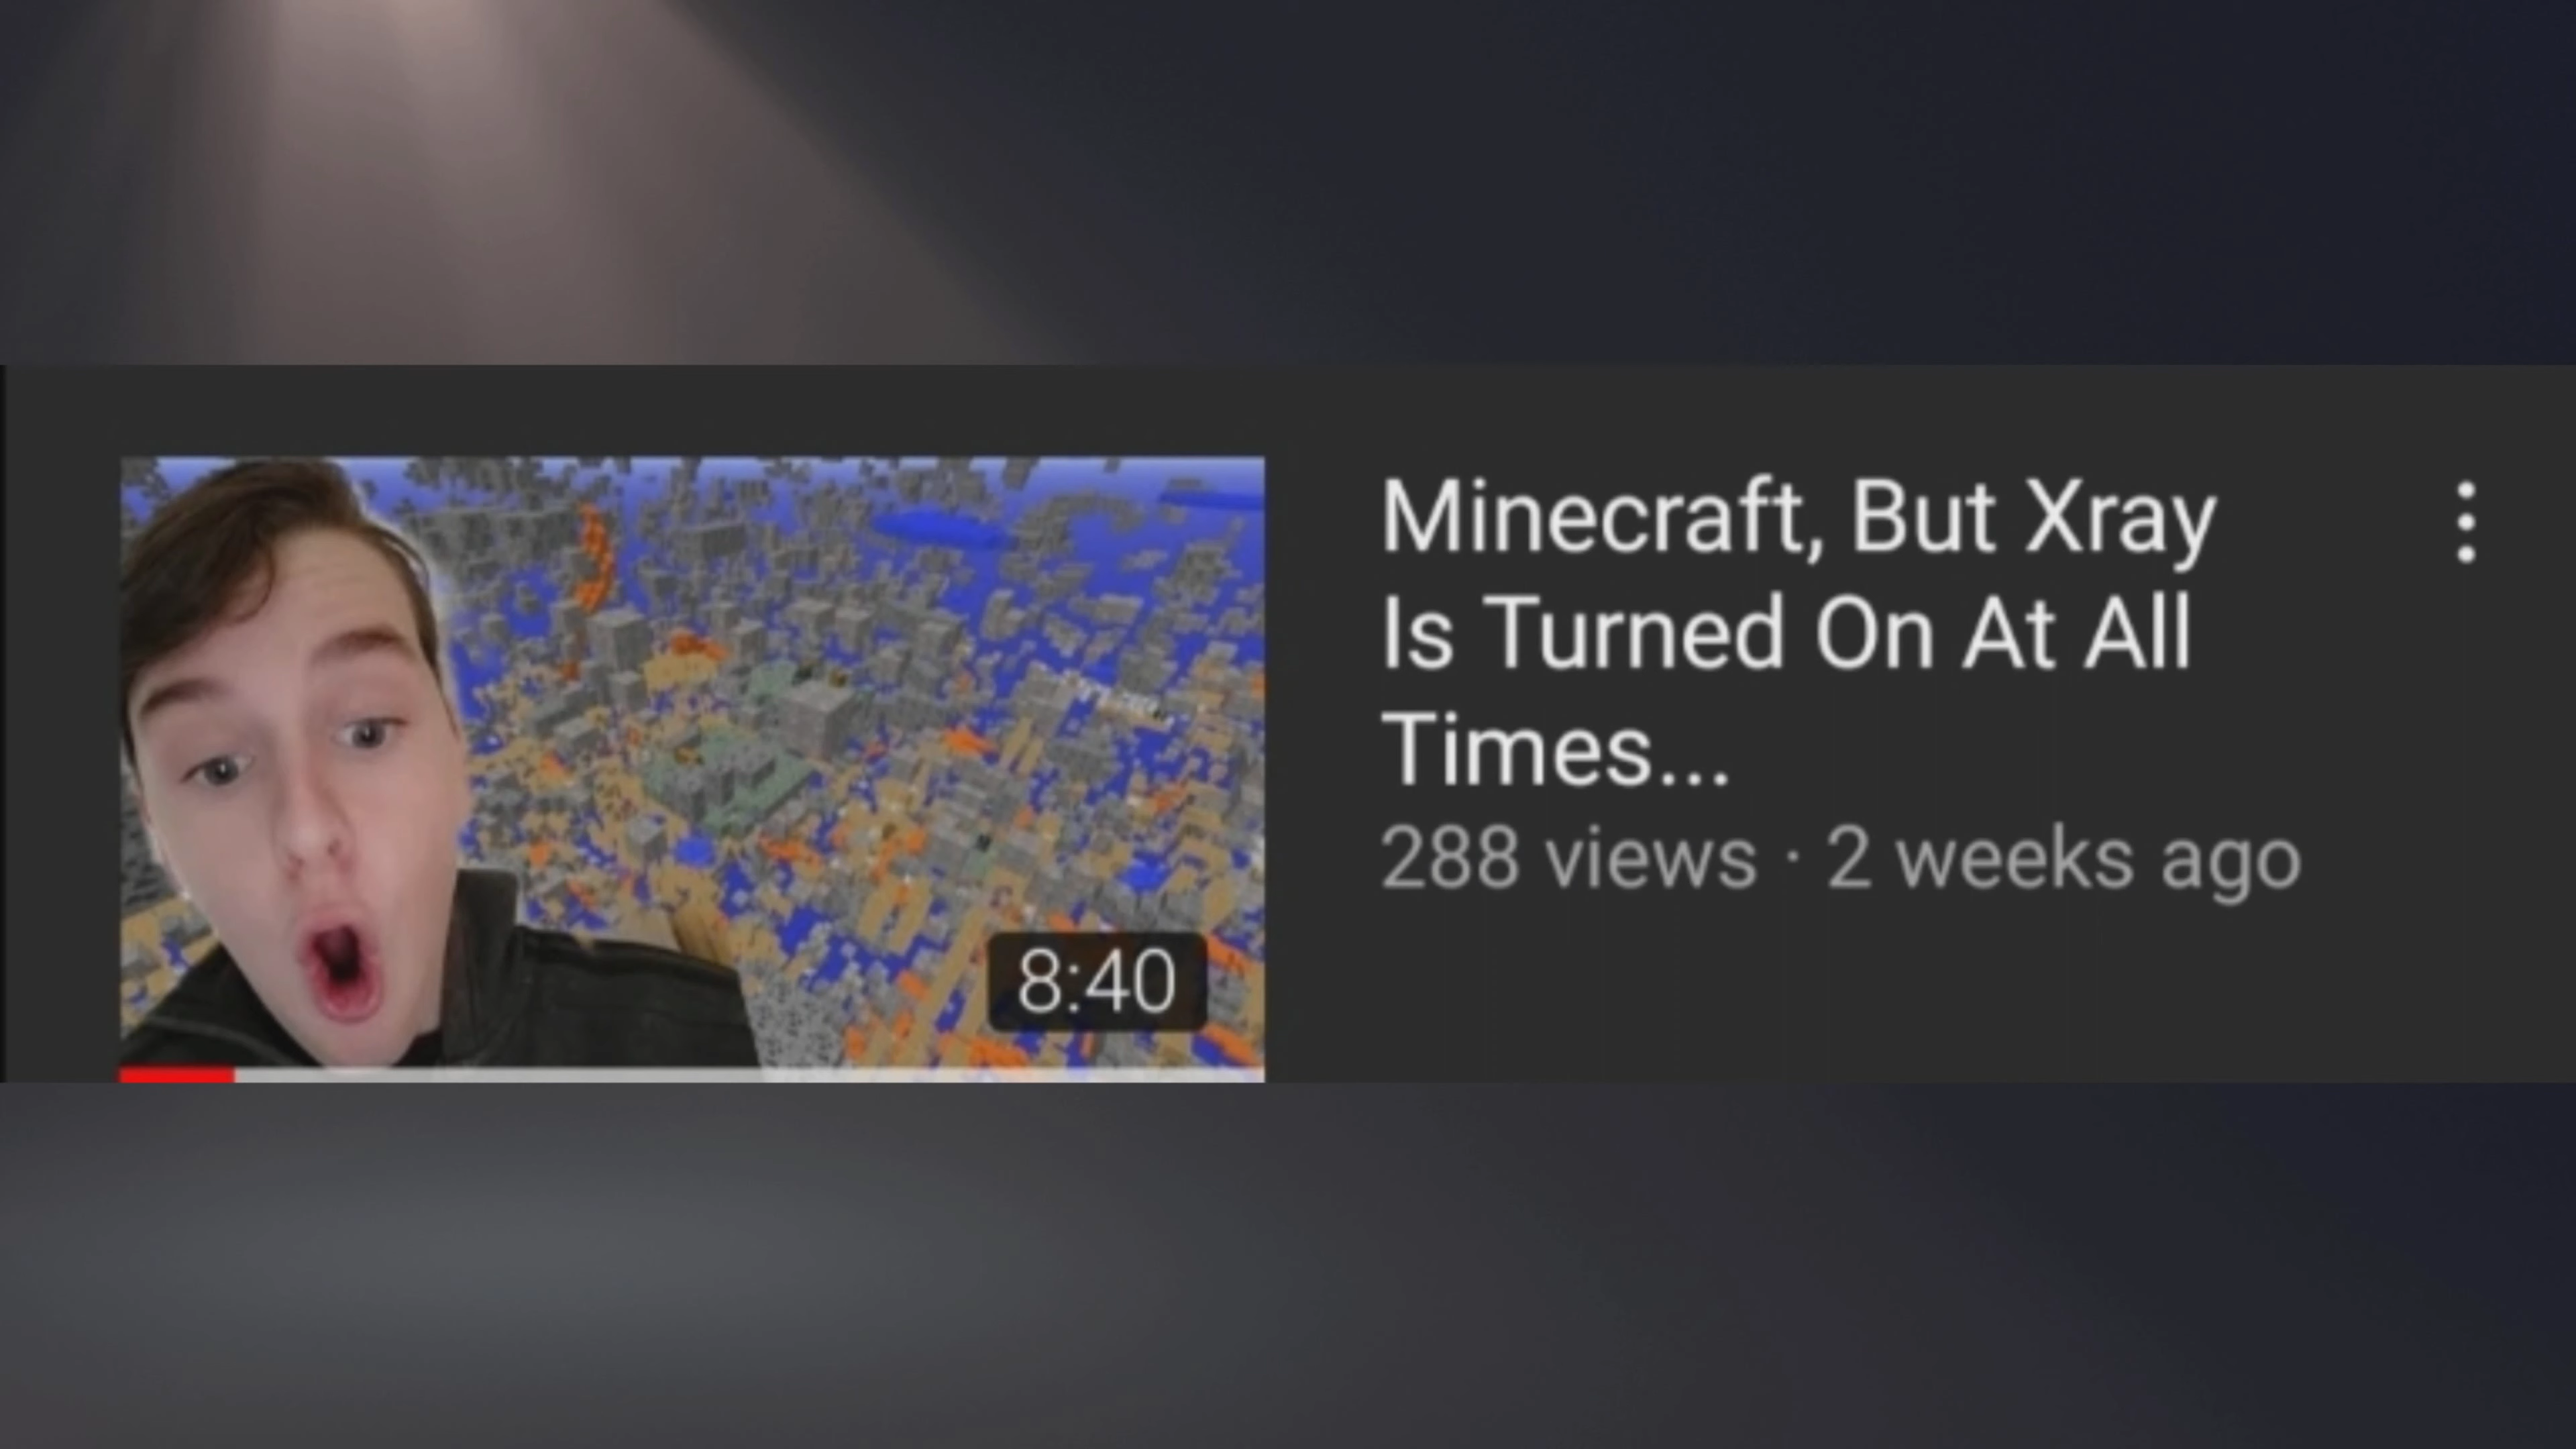 Minecraft, But Xray
Is Turned On At All
Times...
288 views · 2 weeks ago
8:40